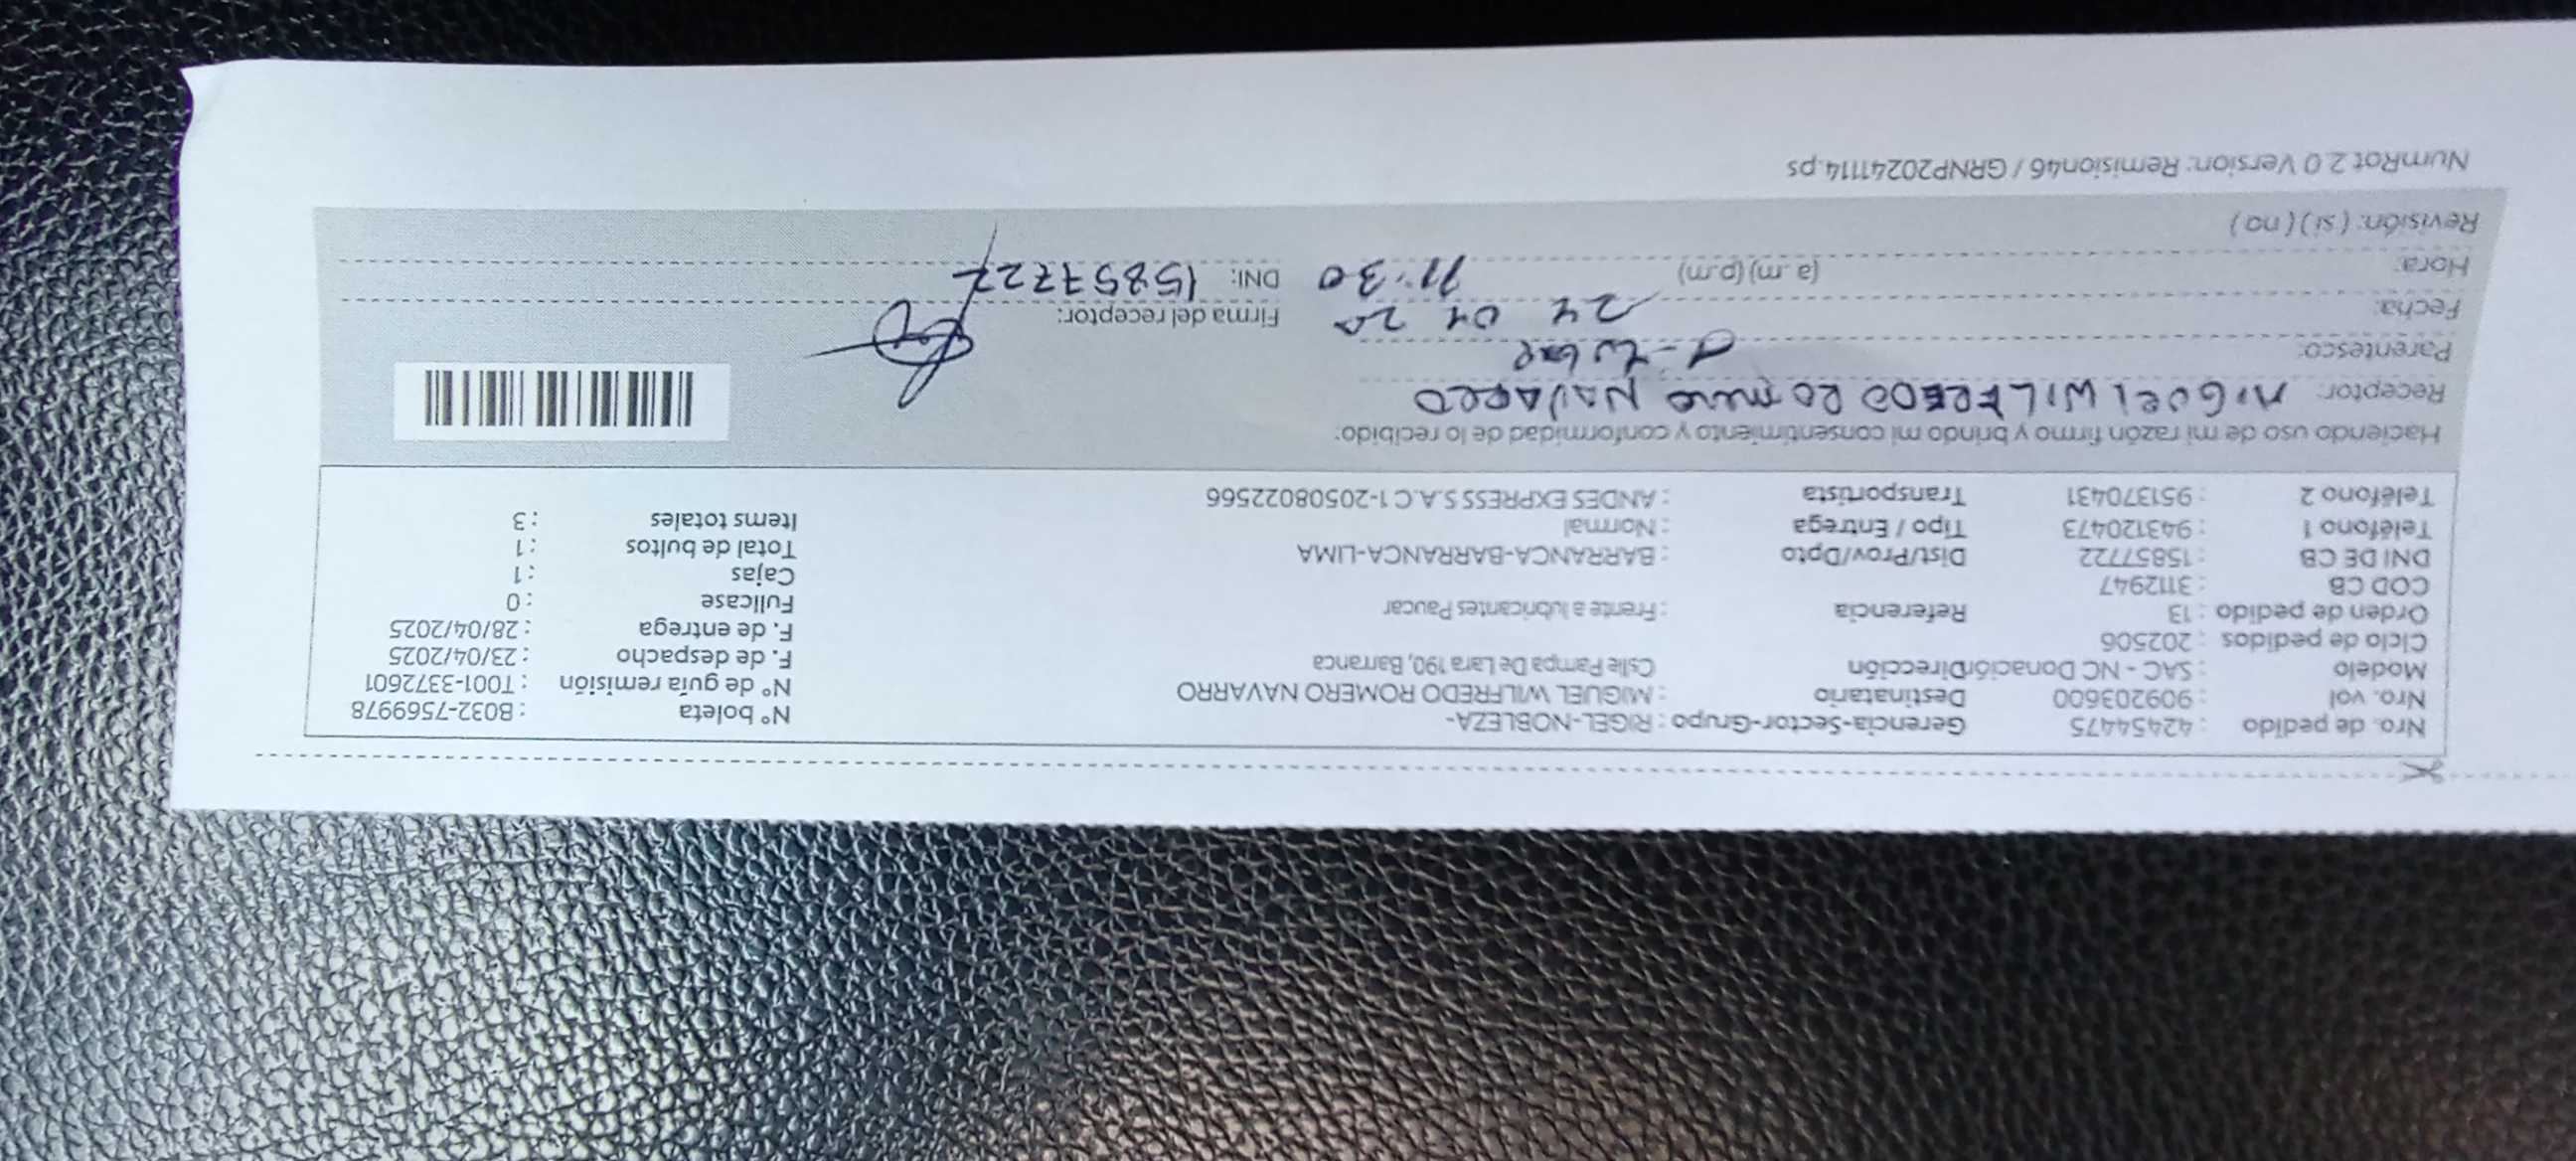 Nro. de pedido : 42454475 Gerencia-Sector-Grupo : RIGEL-NOBLEZA- N° boleta : B032-7569978
Nro. vol : 909203600 Destinatario : MIGUEL WILFREDO ROMERO NAVARRO N° de guía remisión : T001-3372601
Modelo : SAC - NC Donación Dirección Calle Pampa De Lara 190, Barranca F. de despacho : 23/04/2025
Ciclo de pedidos : 202506 F. de entrega : 28/04/2025
Orden de pedido : 13 Referencia : Frente a lubricantes Paucar Fullcase : 0
COD CB : 3112947 Cajas : 1
DNI DE CB : 15857722 Dist/Prov/Dpto : BARRANCA-BARRANCA-LIMA Total de bultos : 1
Teléfono 1 : 943120473 Tipo / Entrega : Normal Items totales : 3
Teléfono 2 : 951370431 Transportista : ANDES EXPRESS S.A.C 1-20508022566
Haciendo uso de mi razón firmo y brindo mi consentimiento y conformidad de lo recibido:
Receptor: MIGUEL WILFREDO ROMERO NAVARRO
Parentesco:
Fecha: 24 04 Firma del receptor:
Hora: (a .m) (p.m) 11:30 DNI: 15857722
Revisión: ( si ) ( no )
NumRot 2.0 Version: Remision46 / GRNP20241114.ps